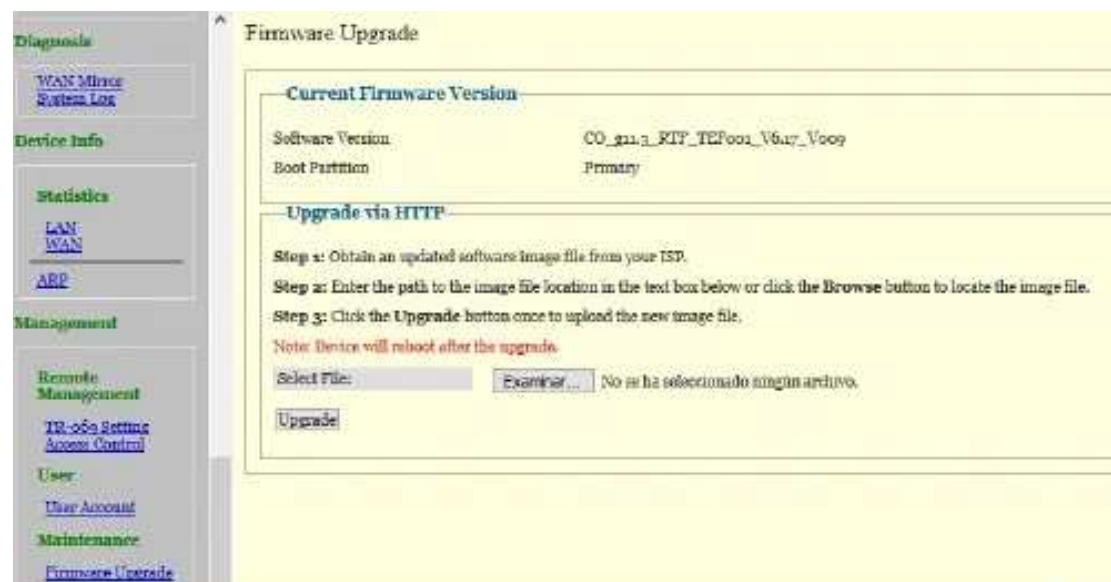 Diagnosis
WAN Mirror
System Log
Device Info
Statistics
LAN
WAN
ARP
Management
Remote
Management
TR-069 Setting
Access Control
User
User Account
Maintenance
Firmware Upgrade
Firmware Upgrade
Current Firmware Version
Software Version CO_g11.3_RTF_TEF001_V6.17_V009
Boot Partition Primary
Upgrade via HTTP
Step 1: Obtain an updated software image file from your ISP.
Step 2: Enter the path to the image file location in the text box below or click the Browse button to locate the image file.
Step 3: Click the Upgrade button once to upload the new image file.
Note: Device will reboot after the upgrade.
Select File: Examinar... No se ha seleccionado ningún archivo.
Upgrade